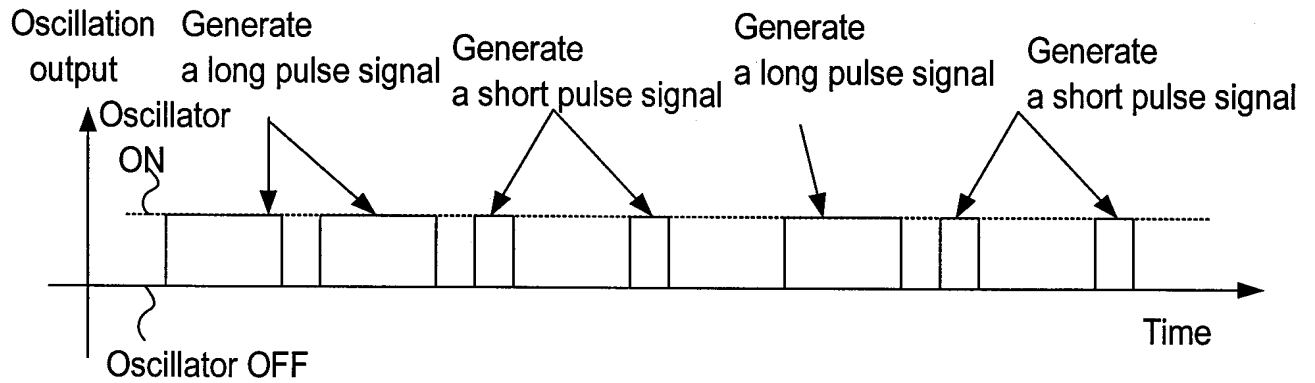 Oscillation
output
Generate
a long pulse signal
Generate
a short pulse signal
Generate
a long pulse signal
Generate
a short pulse signal
Oscillator
ON
Time
Oscillator OFF